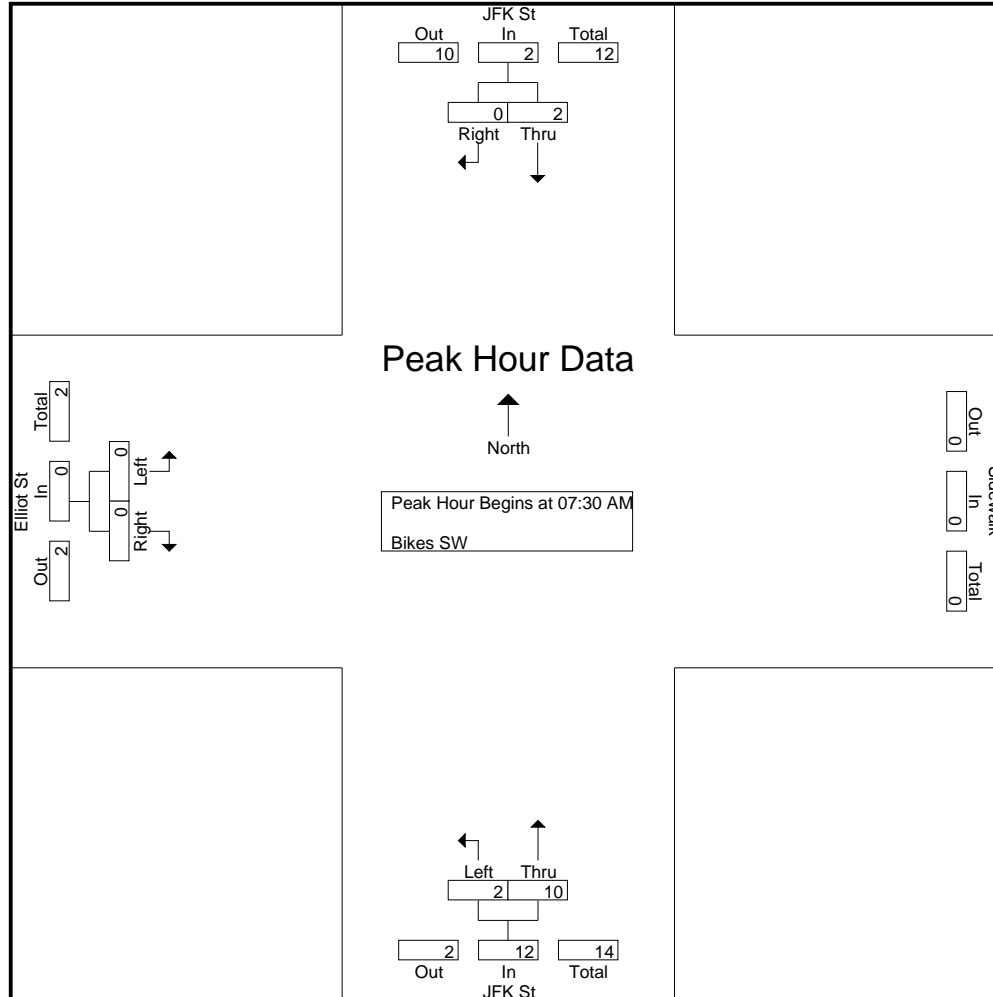 JFK St
Out In Total
10 2 12
0 2
Right Thru
Peak Hour Data
North
Peak Hour Begins at 07:30 AM
Bikes SW
Elliot St
Total In Out
2 0 2
0 0
Left Right
Out In Total
0 0 0
Left Thru
2 10
2 12 14
Out In Total
JFK St